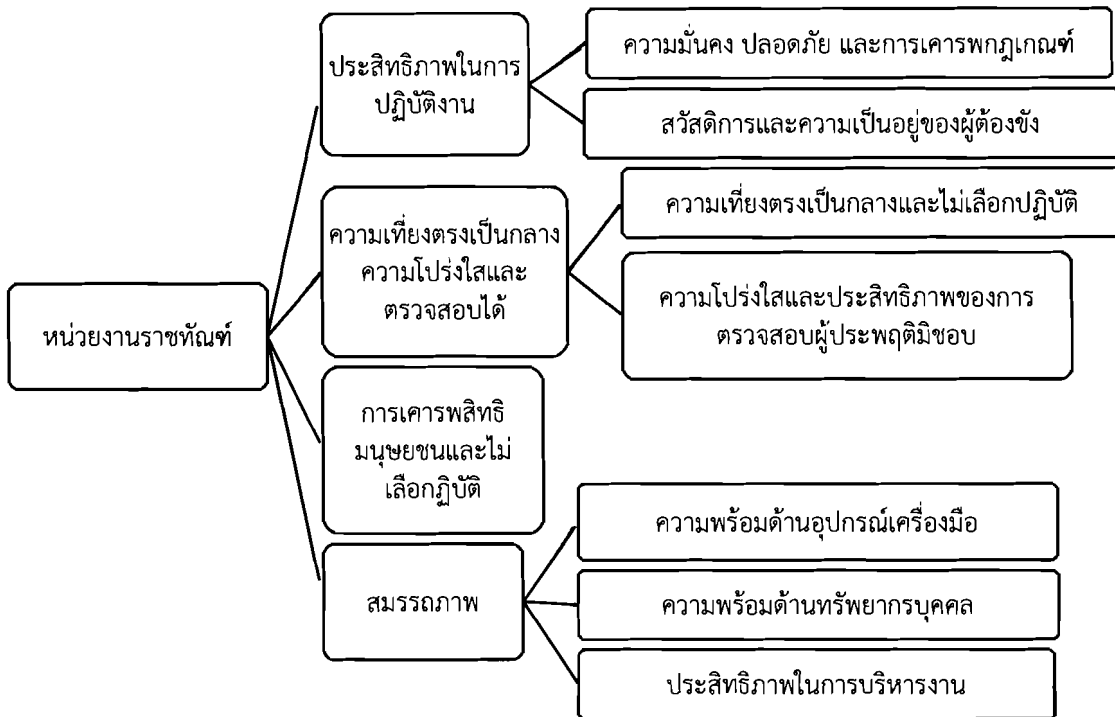 ประสิทธิภาพในการ
ปฏิบัติงาน
ความมั่นคง ปลอดภัย และการเคารพกฎเกณฑ์
สวัสดิการและความเป็นอยู่ของผู้ต้องขัง
หน่วยงานราชทัณฑ์
ความเที่ยงตรงเป็นกลาง
ความโปร่งใสและ
ตรวจสอบได้
ความเที่ยงตรงเป็นกลางและไม่เลือกปฏิบัติ
ความโปร่งใสและประสิทธิภาพของการ
ตรวจสอบผู้ประพฤติมิชอบ
การเคารพสิทธิ
มนุษยชนและไม่
เลือกฏิบัติ
สมรรถภาพ
ความพร้อมด้านอุปกรณ์เครื่องมือ
ความพร้อมด้านทรัพยากรบุคคล
ประสิทธิภาพในการบริหารงาน